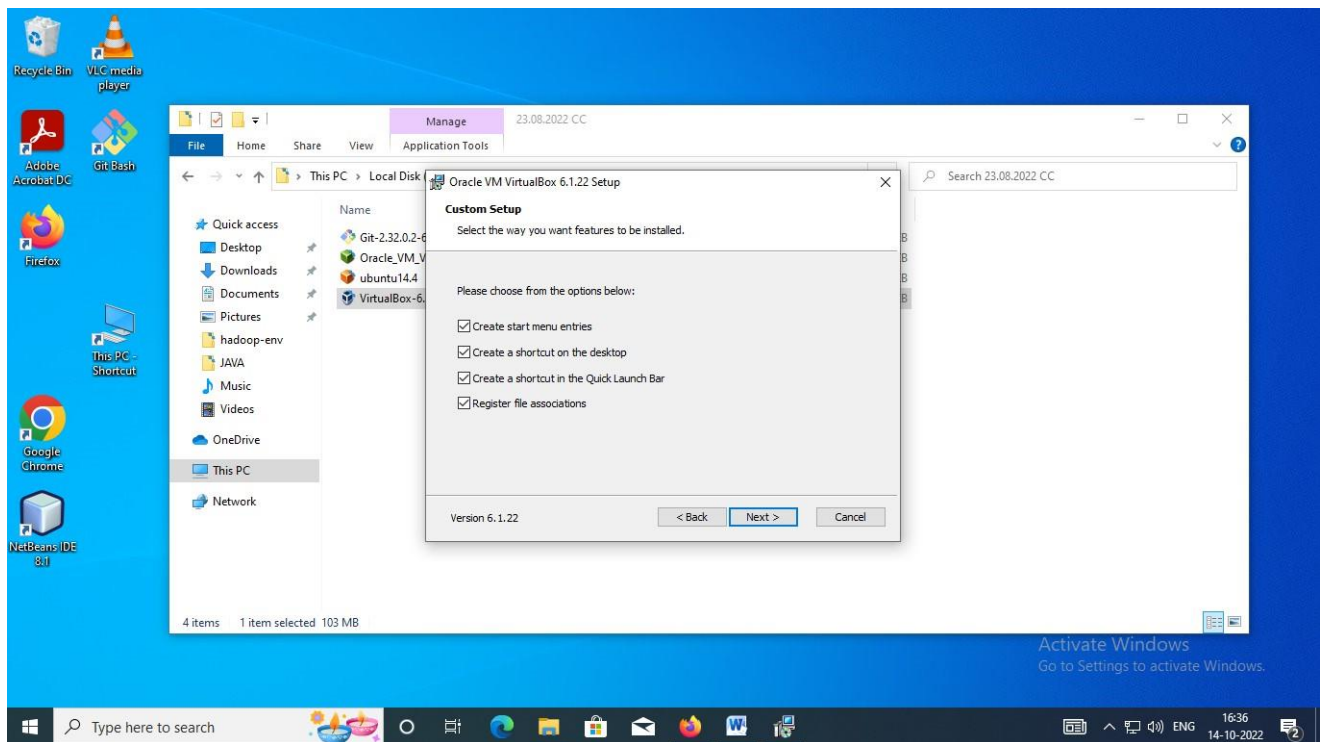 Recycle Bin
VLC media
player
Adobe
Acrobat DC
Git Bash
Firefox
This PC -
Shortcut
Google
Chrome
NetBeans IDE
8.1
Manage
23.08.2022 CC
File
Home
Share
View
Application Tools
This PC
Local Disk
Search 23.08.2022 CC
Quick access
Desktop
Downloads
Documents
Pictures
hadoop-env
JAVA
Music
Videos
OneDrive
This PC
Network
Name
Git-2.32.0.2-6
Oracle_VM_V
ubuntu14.4
VirtualBox-6.
B
B
B
B
Oracle VM VirtualBox 6.1.22 Setup
Custom Setup
Select the way you want features to be installed.
Please choose from the options below:
Create start menu entries
Create a shortcut on the desktop
Create a shortcut in the Quick Launch Bar
Register file associations
Version 6.1.22
< Back
Next >
Cancel
4 items
1 item selected 103 MB
Activate Windows
Go to Settings to activate Windows.
Type here to search
ENG
16:36
14-10-2022
2